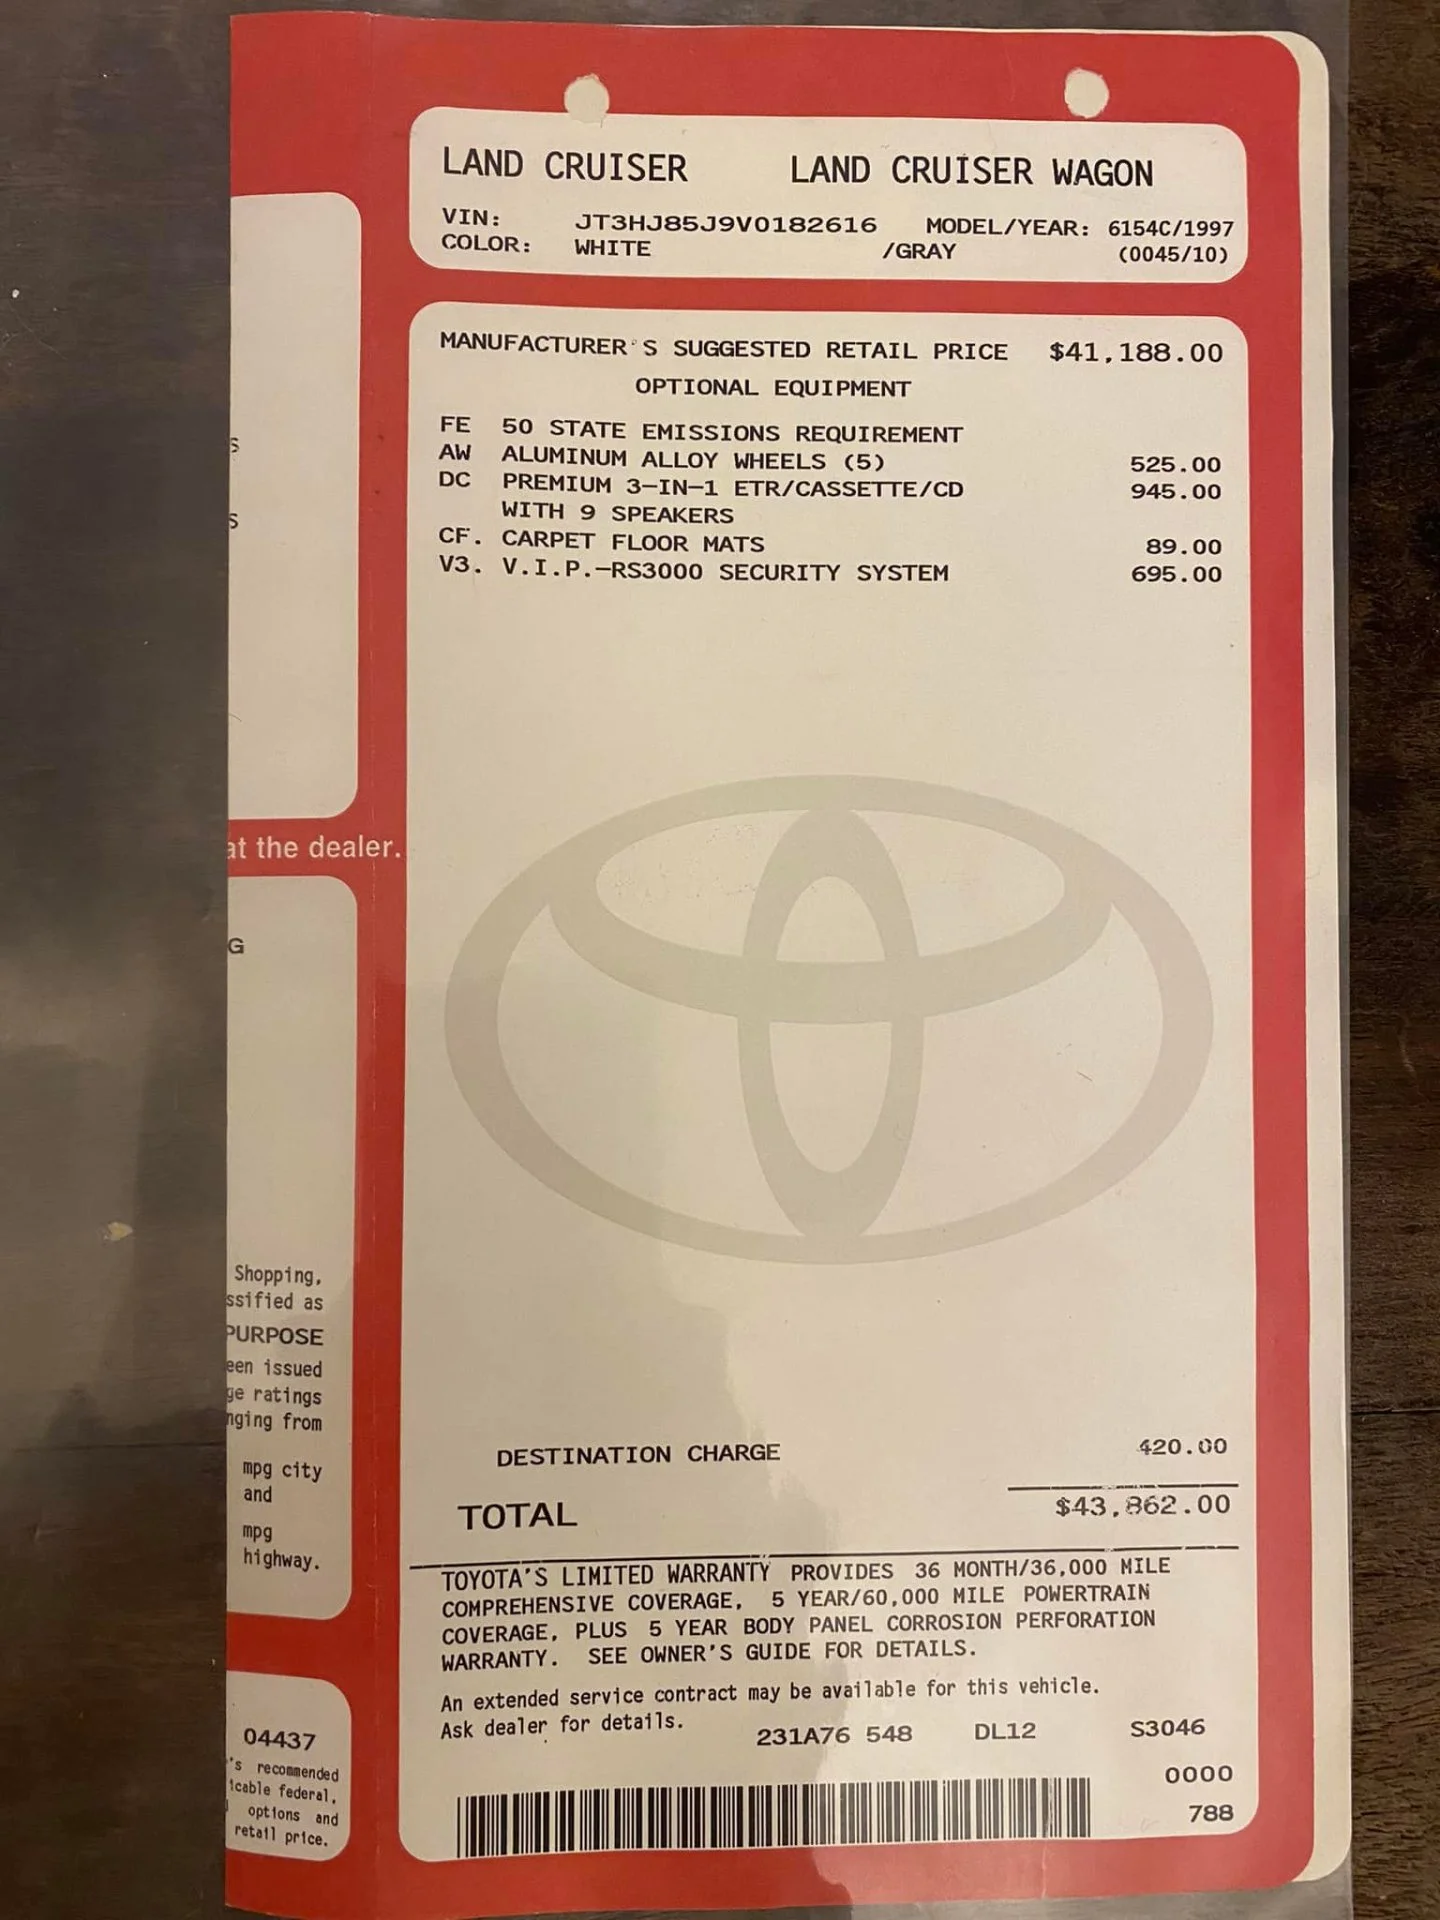 LAND CRUISER LAND CRUISER WAGON
VIN: JT3HJ85J9V0182616 MODEL/YEAR: 6154C/1997
COLOR: WHITE /GRAY (0045/10)
MANUFACTURER'S SUGGESTED RETAIL PRICE $41,188.00
OPTIONAL EQUIPMENT
FE 50 STATE EMISSIONS REQUIREMENT
AW ALUMINUM ALLOY WHEELS (5) 525.00
DC PREMIUM 3-IN-1 ETR/CASSETTE/CD 945.00
WITH 9 SPEAKERS
CF. CARPET FLOOR MATS 89.00
V3. V.I.P.-RS3000 SECURITY SYSTEM 695.00
DESTINATION CHARGE 420.00
TOTAL $43,862.00
TOYOTA'S LIMITED WARRANTY PROVIDES 36 MONTH/36,000 MILE
COMPREHENSIVE COVERAGE, 5 YEAR/60,000 MILE POWERTRAIN
COVERAGE, PLUS 5 YEAR BODY PANEL CORROSION PERFORATION
WARRANTY. SEE OWNER'S GUIDE FOR DETAILS.
An extended service contract may be available for this vehicle.
Ask dealer for details. 231A76 548 DL12 S3046
0000
788
S
S
at the dealer.
G
Shopping,
ssified as
PURPOSE
een issued
ge ratings
nging from
mpg city
and
mpg
highway.
04437
's recommended
icable federal,
options and
retail price.